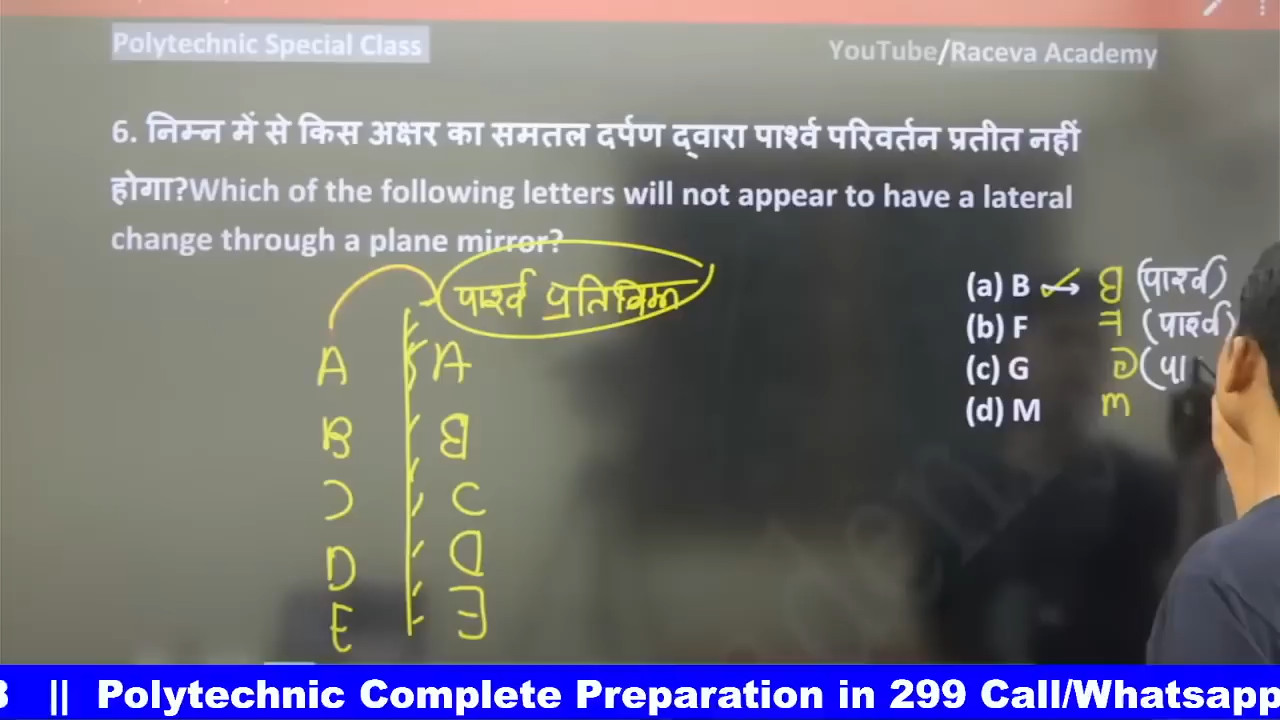 Polytechnic Special Class
YouTube/Raceva Academy
6. निम्न में से किस अक्षर का समतल दर्पण द्वारा पार्श्व परिवर्तन प्रतीत नहीं
होगा?Which of the following letters will not appear to have a lateral
change through a plane mirror?
पार्श्व प्रतिबिम्ब
(a) B → B (पार्श्व)
(b) F (पार्श्व)
(c) G (पा
(d) M m
A A
B B
C C
D D
E E
3 || Polytechnic Complete Preparation in 299 Call/Whatsapp